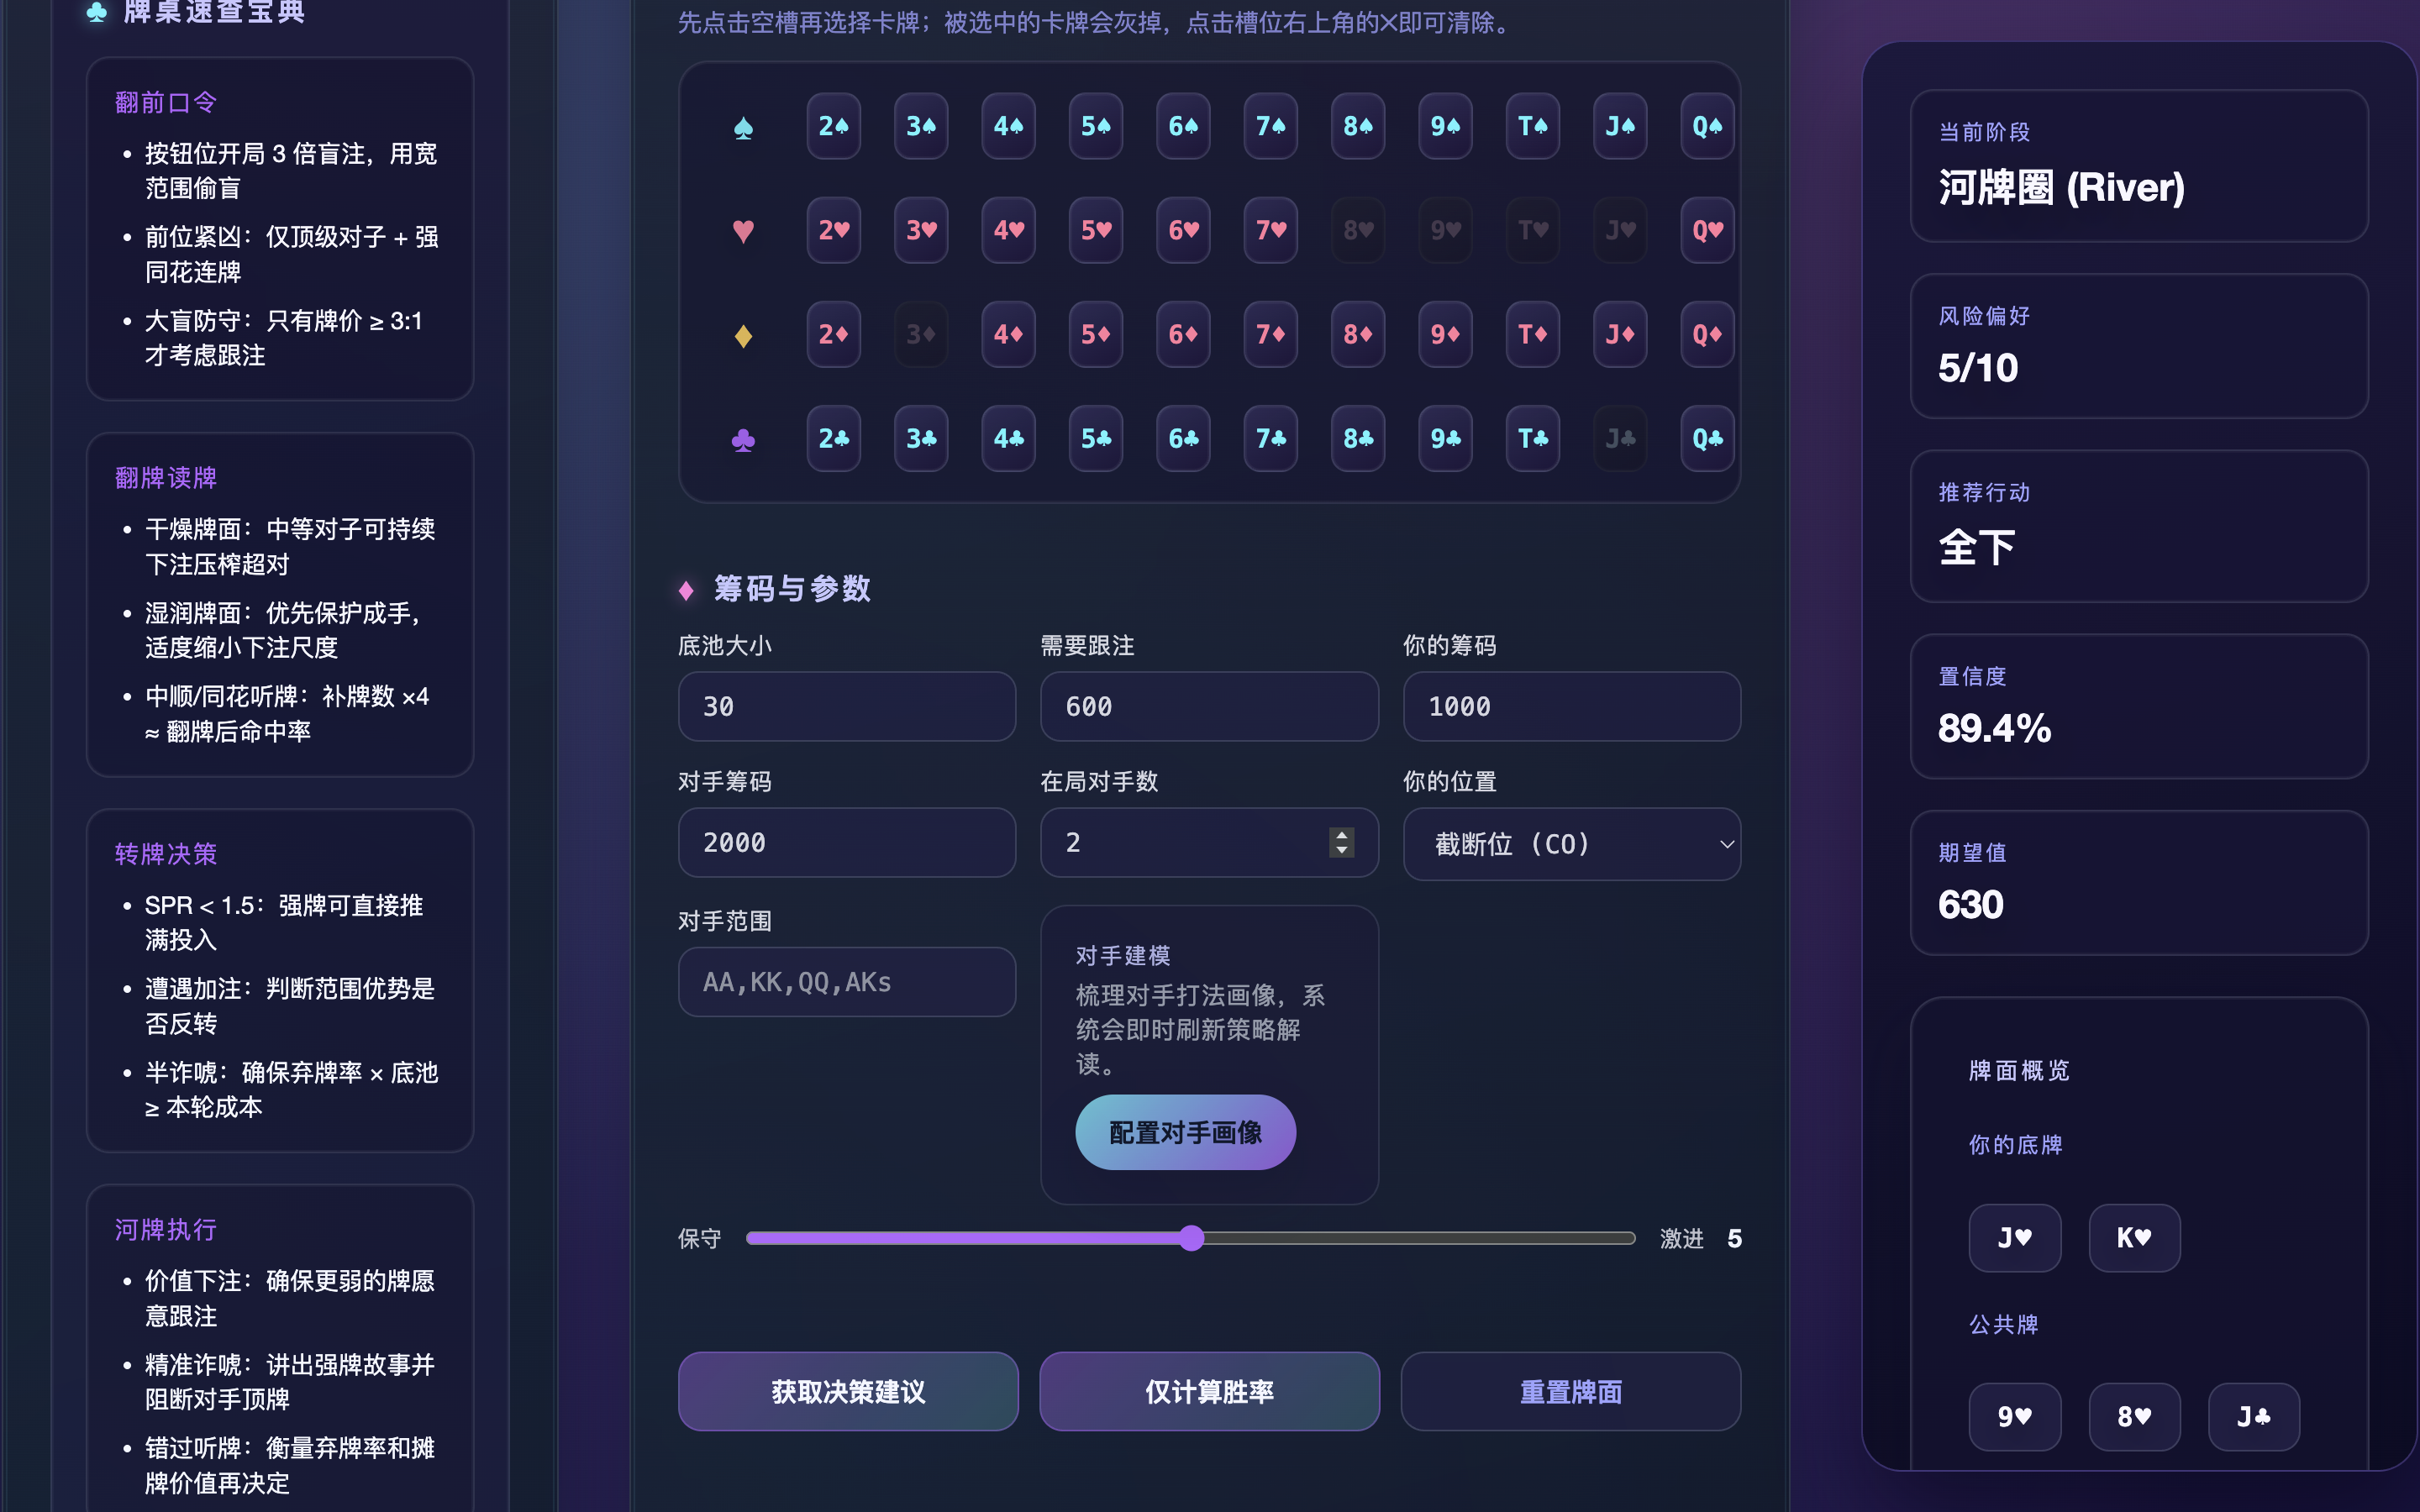 ♣ 牌桌速查宝典
翻前口令
• 按钮位开局 3 倍盲注，用宽
范围偷盲
• 前位紧凶：仅顶级对子 + 强
同花连牌
• 大盲防守：只有牌价 ≥ 3:1
才考虑跟注
翻牌读牌
• 干燥牌面：中等对子可持续
下注压榨超对
• 湿润牌面：优先保护成手，
适度缩小下注尺度
• 中顺/同花听牌：补牌数 ×4
≈ 翻牌后命中率
转牌决策
• SPR < 1.5：强牌可直接推
满投入
• 遭遇加注：判断范围优势是
否反转
• 半诈唬：确保弃牌率 × 底池
≥ 本轮成本
河牌执行
• 价值下注：确保更弱的牌愿
意跟注
• 精准诈唬：讲出强牌故事并
阻断对手顶牌
• 错过听牌：衡量弃牌率和摊
牌价值再决定
先点击空槽再选择卡牌；被选中的卡牌会灰掉，点击槽位右上角的✕即可清除。
♠ 2♠ 3♠ 4♠ 5♠ 6♠ 7♠ 8♠ 9♠ T♠ J♠ Q♠
♥ 2♥ 3♥ 4♥ 5♥ 6♥ 7♥ 8♥ 9♥ T♥ J♥ Q♥
♦ 2♦ 3♦ 4♦ 5♦ 6♦ 7♦ 8♦ 9♦ T♦ J♦ Q♦
♣ 2♣ 3♣ 4♣ 5♣ 6♣ 7♣ 8♣ 9♣ T♣ J♣ Q♣
♦ 筹码与参数
底池大小 需要跟注 你的筹码
30 600 1000
对手筹码 在局对手数 你的位置
2000 2 截断位 (CO)
对手范围
AA,KK,QQ,AKs
对手建模
梳理对手打法画像，系
统会即时刷新策略解
读。
配置对手画像
保守 激进 5
获取决策建议 仅计算胜率 重置牌面
当前阶段
河牌圈 (River)
风险偏好
5/10
推荐行动
全下
置信度
89.4%
期望值
630
牌面概览
你的底牌
J♥ K♥
公共牌
9♥ 8♥ J♣